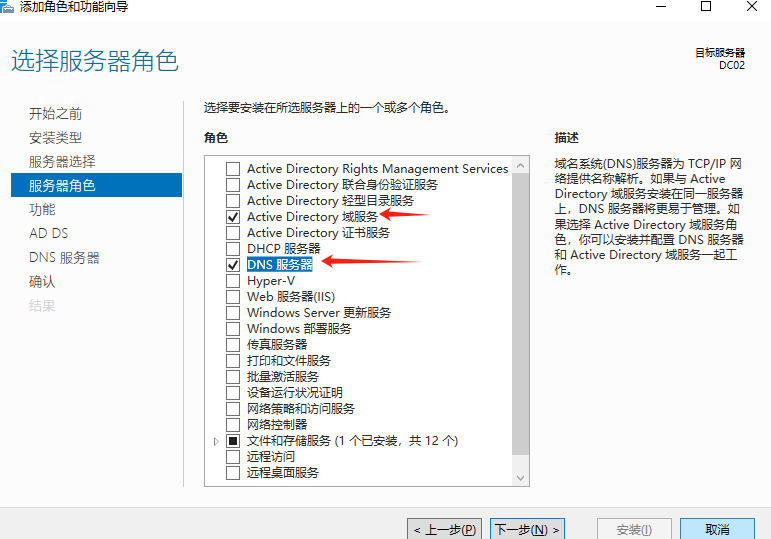 添加角色和功能向导
选择服务器角色
目标服务器
DC02
开始之前
安装类型
服务器选择
服务器角色
功能
AD DS
DNS 服务器
确认
结果
选择要安装在所选服务器上的一个或多个角色。
角色
Active Directory Rights Management Services
Active Directory 联合身份验证服务
Active Directory 轻型目录服务
Active Directory 域服务
Active Directory 证书服务
DHCP 服务器
DNS 服务器
Hyper-V
Web 服务器(IIS)
Windows Server 更新服务
Windows 部署服务
传真服务器
打印和文件服务
批量激活服务
设备运行状况证明
网络策略和访问服务
网络控制器
文件和存储服务 (1 个已安装，共 12 个)
远程访问
远程桌面服务
描述
域名系统(DNS)服务器为 TCP/IP 网
络提供名称解析。如果与 Active
Directory 域服务安装在同一服务器
上，DNS 服务器将更易于管理。如
果选择 Active Directory 域服务角
色，你可以安装并配置 DNS 服务器
和 Active Directory 域服务一起工
作。
< 上一步(P)
下一步(N) >
安装(I)
取消